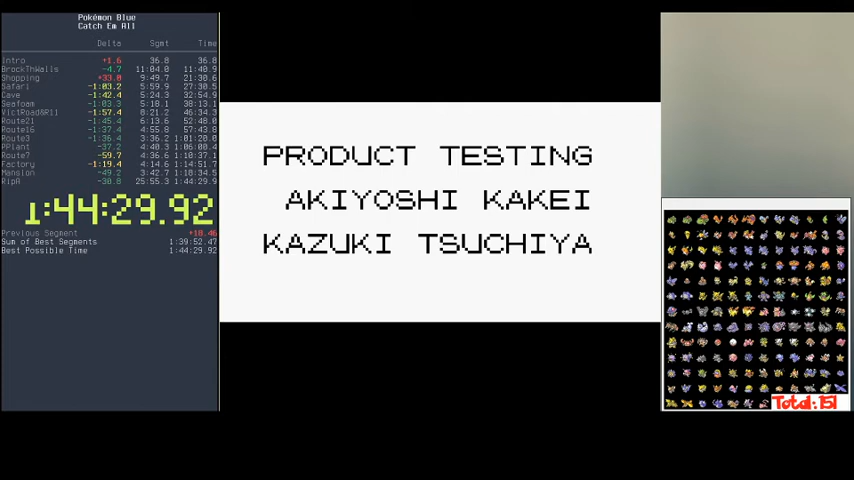 Pokémon Blue
Catch Em All
Delta Sgmt Time
Intro +1.6 36.8 36.8
BrockThWalls -4.7 11:04.0 11:40.9
Shopping +33.0 9:49.7 21:30.6
Safari -1:03.2 5:59.9 27:30.5
Cave -1:42.4 5:24.3 32:54.9
Seafoam -1:03.3 5:18.1 38:13.1
VictRoad&R11 -1:57.4 8:21.2 46:34.3
Route21 -1:45.4 6:13.6 52:48.0
Route16 -1:37.4 4:55.8 57:43.8
Route3 -1:36.4 3:36.2 1:01:20.0
PPlant -37.2 4:40.3 1:06:00.4
Route7 -59.7 4:36.6 1:10:37.1
Factory -1:19.4 4:14.6 1:14:51.7
Mansion -49.2 3:42.7 1:18:34.5
RipR -30.8 25:55.3 1:44:29.9
1:44:29.92
Previous Segment +18.46
Sum of Best Segments 1:39:52.47
Best Possible Time 1:44:29.92
PRODUCT TESTING
AKIYOSHI KAKEI
KAZUKI TSUCHIYA
Total:151